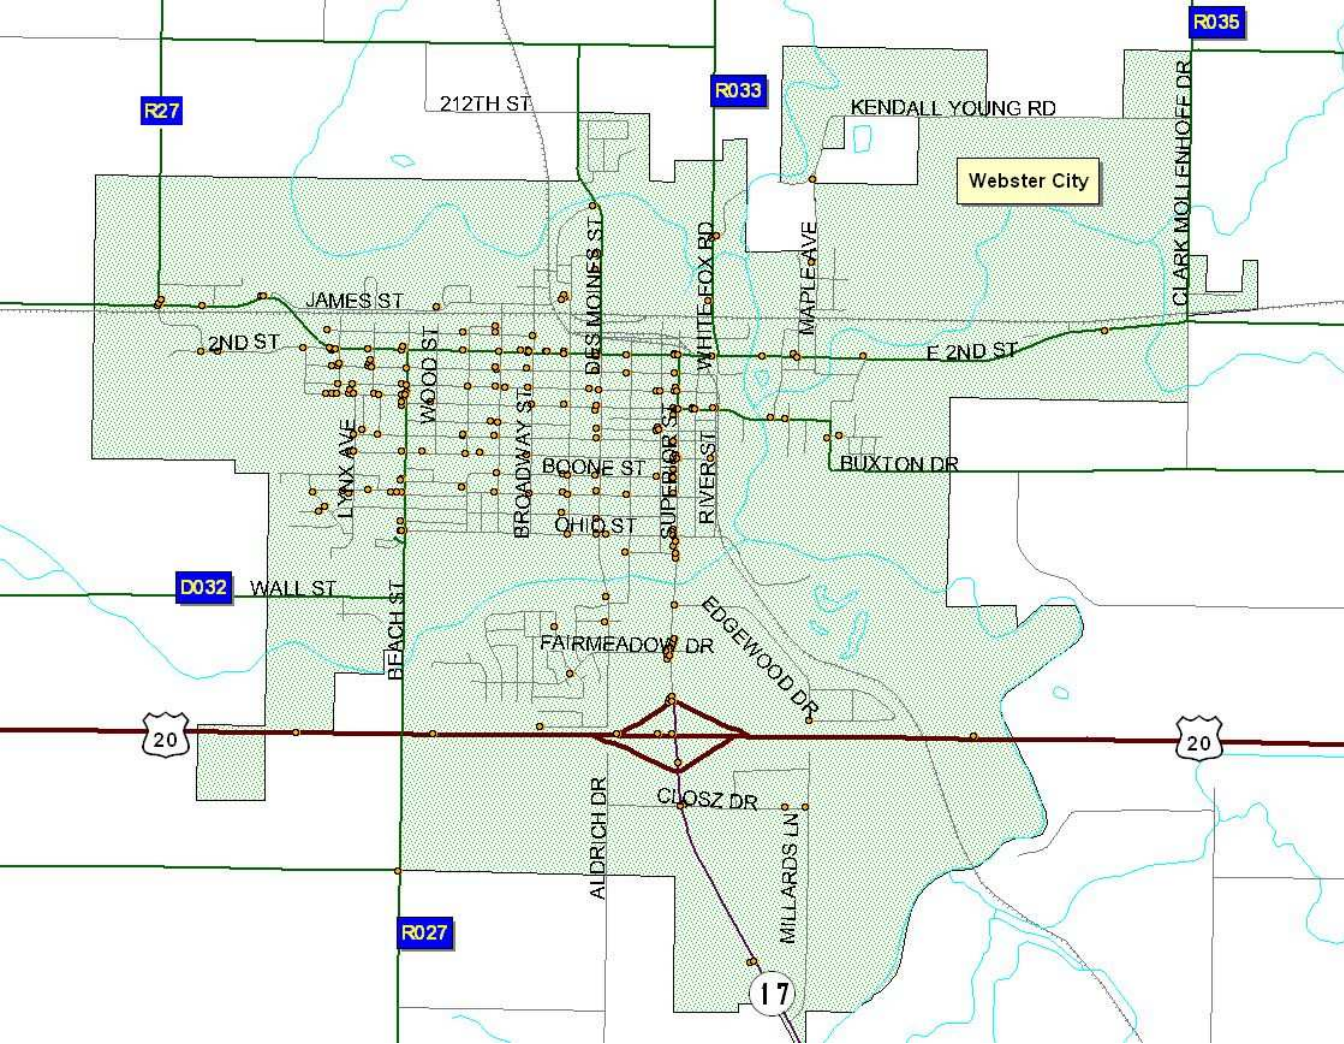 R035
R27
R033
212TH ST
KENDALL YOUNG RD
CLARK MOLLENHOFF DR
Webster City
DES MOINES ST
WHITE FOX RD
MAPLE AVE
JAMES ST
2ND ST
WOOD ST
E 2ND ST
LYNX AVE
BROADWAY ST
SUPERIOR ST
RIVER ST
BOONE ST
BUXTON DR
OHIO ST
D032
WALL ST
BEACH ST
EDGEWOOD DR
FAIRMEADOW DR
20
20
CLOSZ DR
ALDRICH DR
MILLARDS LN
R027
17